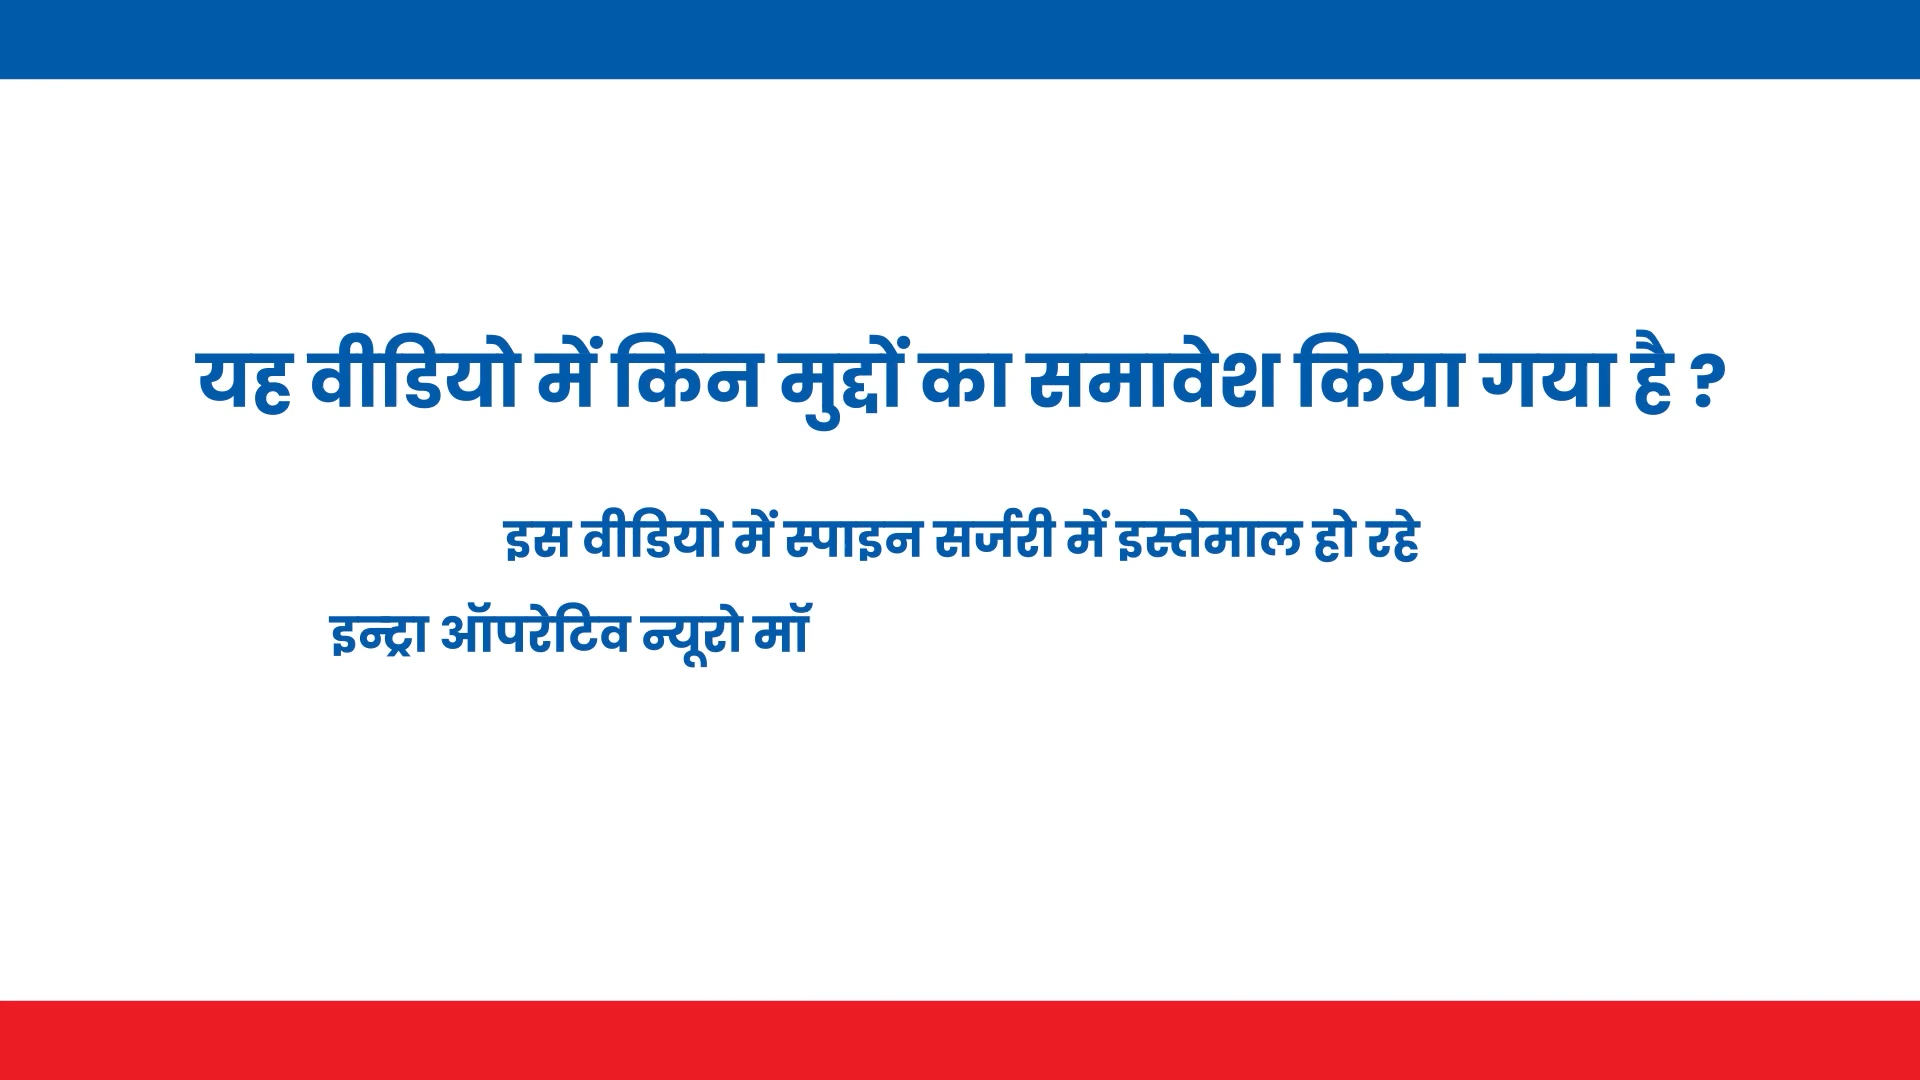 यह वीडियो में किन मुद्दों का समावेश किया गया है ?
इस वीडियो में स्पाइन सर्जरी में इस्तेमाल हो रहे
इन्ट्रा ऑपरेटिव न्यूरो मॉ